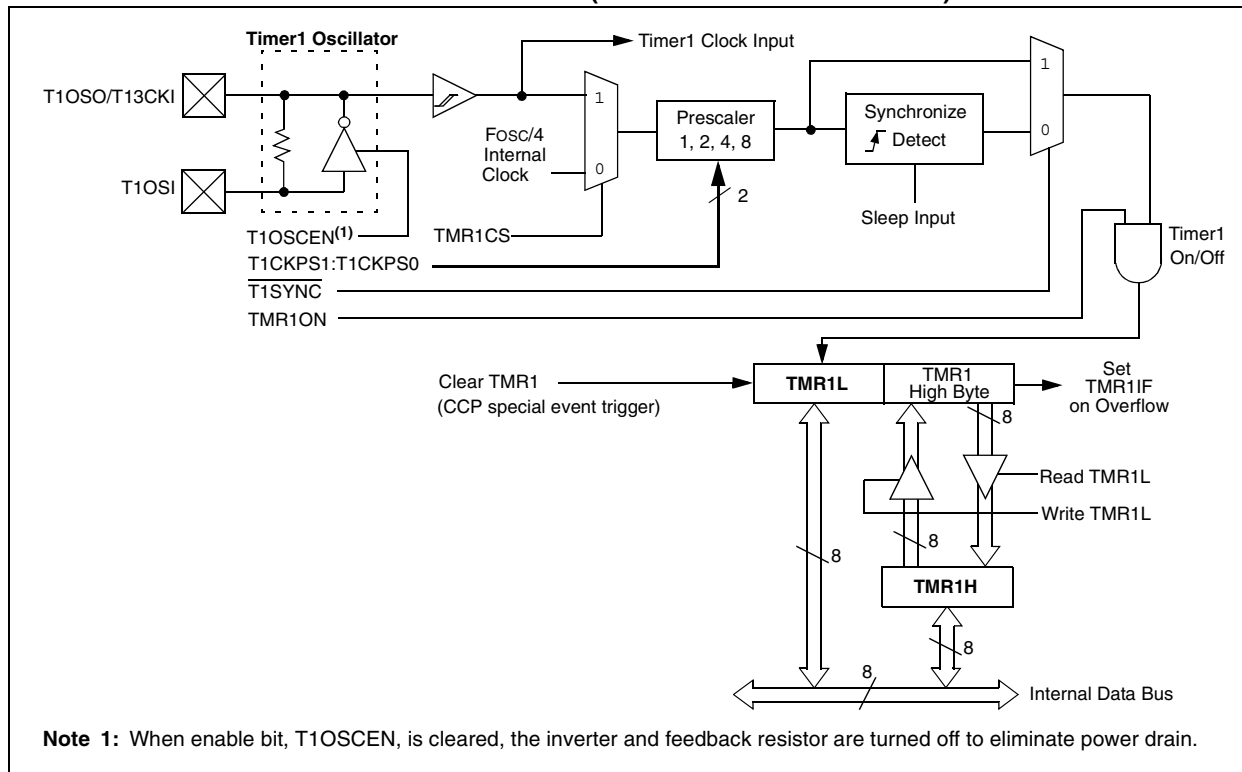 Timer1 Oscillator
Timer1 Clock Input
T1OSO/T13CKI
T1OSI
1
0
FOSC/4
Internal
Clock
Prescaler
1, 2, 4, 8
2
Synchronize
Detect
Sleep Input
1
0
T1OSCEN(1)
TMR1CS
T1CKPS1:T1CKPS0
T1SYNC
TMR1ON
Timer1
On/Off
Clear TMR1
(CCP special event trigger)
TMR1L
TMR1
High Byte
Set
TMR1IF
on Overflow
8
Read TMR1L
Write TMR1L
8
8
TMR1H
8
8
Internal Data Bus
Note 1: When enable bit, T1OSCEN, is cleared, the inverter and feedback resistor are turned off to eliminate power drain.